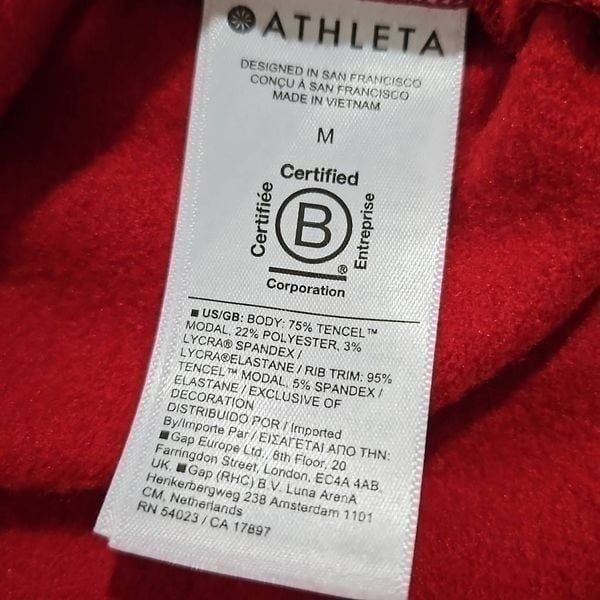 ATHLETA
DESIGNED IN SAN FRANCISCO
CONÇU À SAN FRANCISCO
MADE IN VIETNAM
M
Certified
Certifiée
B
Entreprise
®
Corporation
■ US/GB: BODY: 75% TENCEL™
MODAL, 22% POLYESTER, 3%
LYCRA® SPANDEX /
LYCRA®ELASTANE / RIB TRIM: 95%
TENCEL™ MODAL, 5% SPANDEX /
ELASTANE / EXCLUSIVE OF
DECORATION
DISTRIBUIDO POR / Imported
By/Importe Par / ΕΙΣΑΓΕΤΑΙ ΑΠΟ ΤΗΝ:
■ Gap Europe Ltd., 8th Floor, 20
Farringdon Street, London, EC4A 4AB,
UK. ■ Gap (RHC) B.V. Luna ArenA
Henkerbergweg 238 Amsterdam 1101
CM, Netherlands
RN 54023 / CA 17897